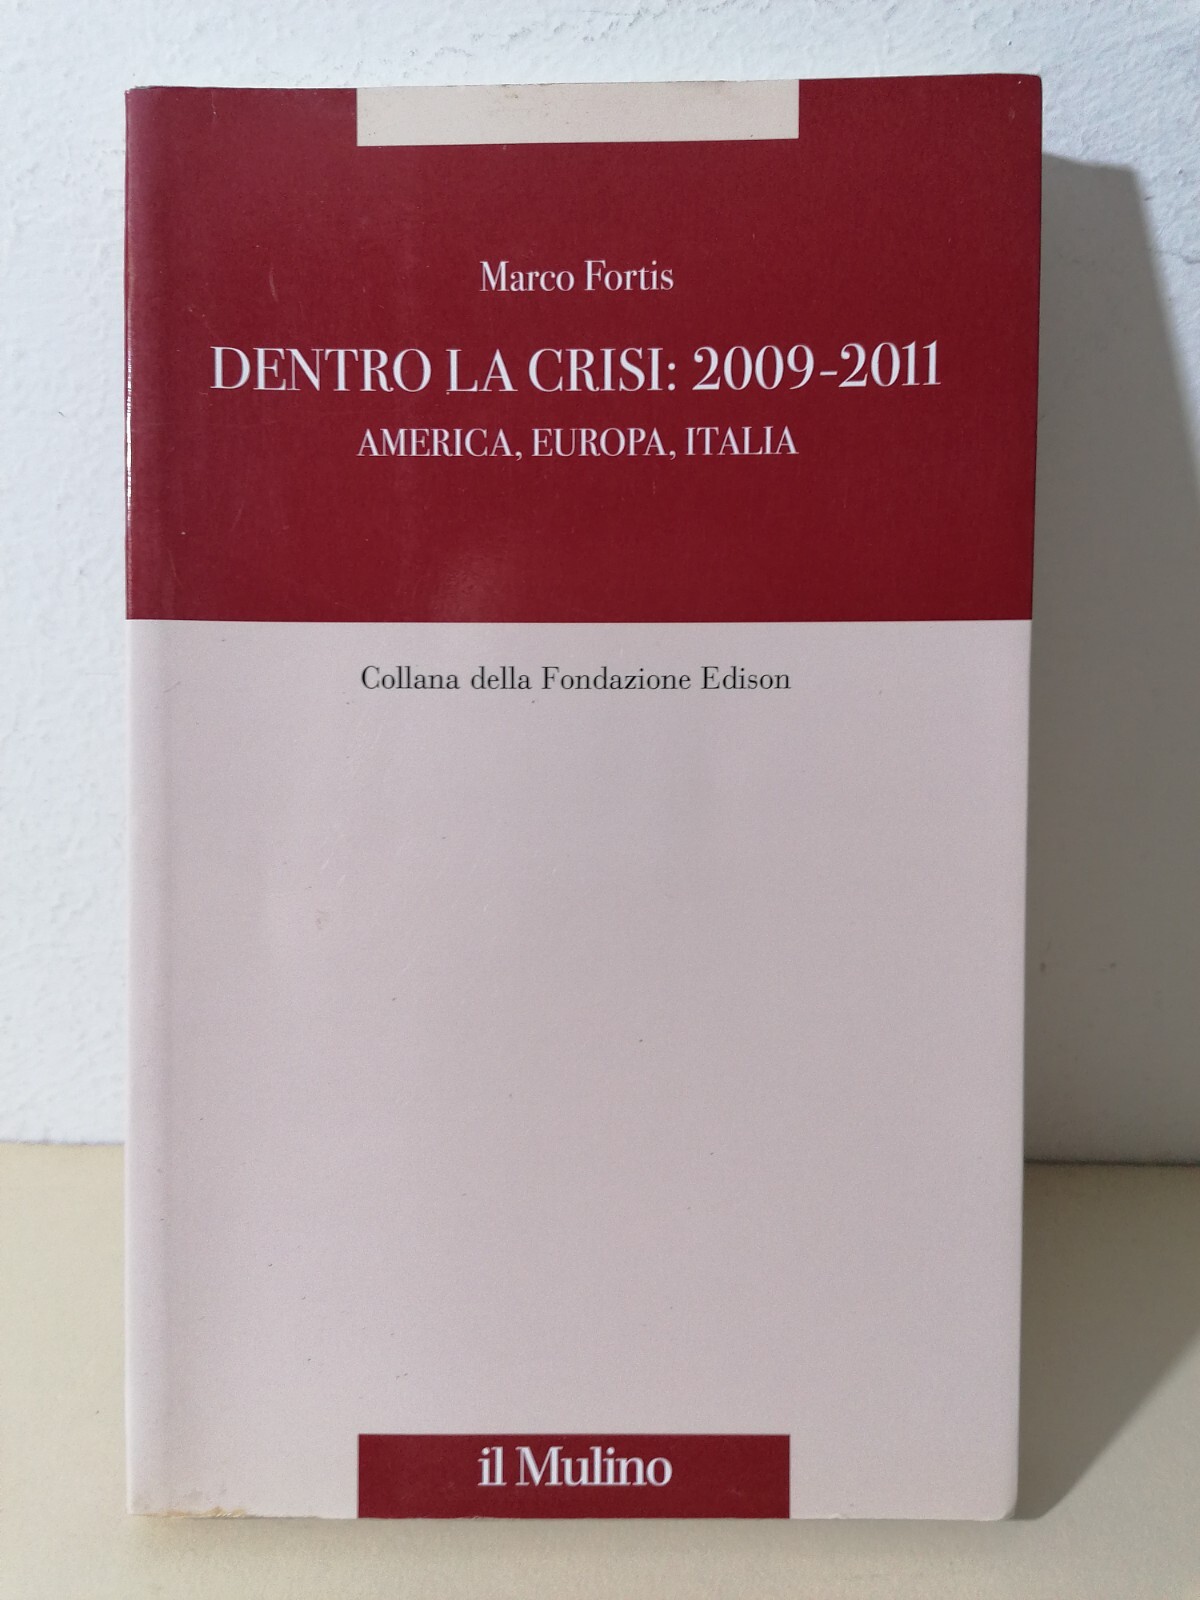 Marco Fortis
DENTRO LA CRISI: 2009-2011
AMERICA, EUROPA, ITALIA
Collana della Fondazione Edison
il Mulino